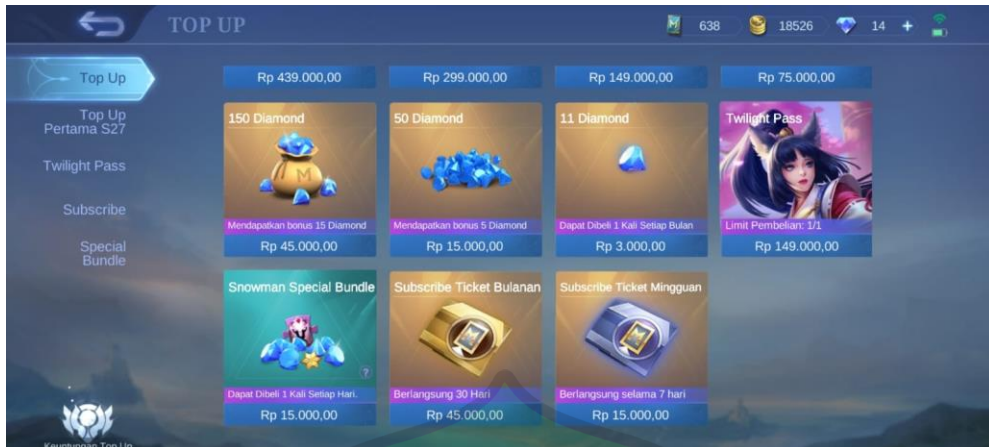 TOP UP
638
18526
14
Top Up
Top Up
Pertama S27
Twilight Pass
Subscribe
Special
Bundle
Rp 439.000,00
Rp 299.000,00
Rp 149.000,00
Rp 75.000,00
150 Diamond
50 Diamond
11 Diamond
Twilight Pass
Mendapatkan bonus 15 Diamond
Mendapatkan bonus 5 Diamond
Dapat Dibeli 1 Kali Setiap Bulan
Limit Pembelian: 1/1
Rp 45.000,00
Rp 15.000,00
Rp 3.000,00
Rp 149.000,00
Snowman Special Bundle
Subscribe Ticket Bulanan
Subscribe Ticket Mingguan
Dapat Dibeli 1 Kali Setiap Hari.
Berlangsung 30 Hari
Berlangsung selama 7 hari
Rp 15.000,00
Rp 45.000,00
Rp 15.000,00
Top Up